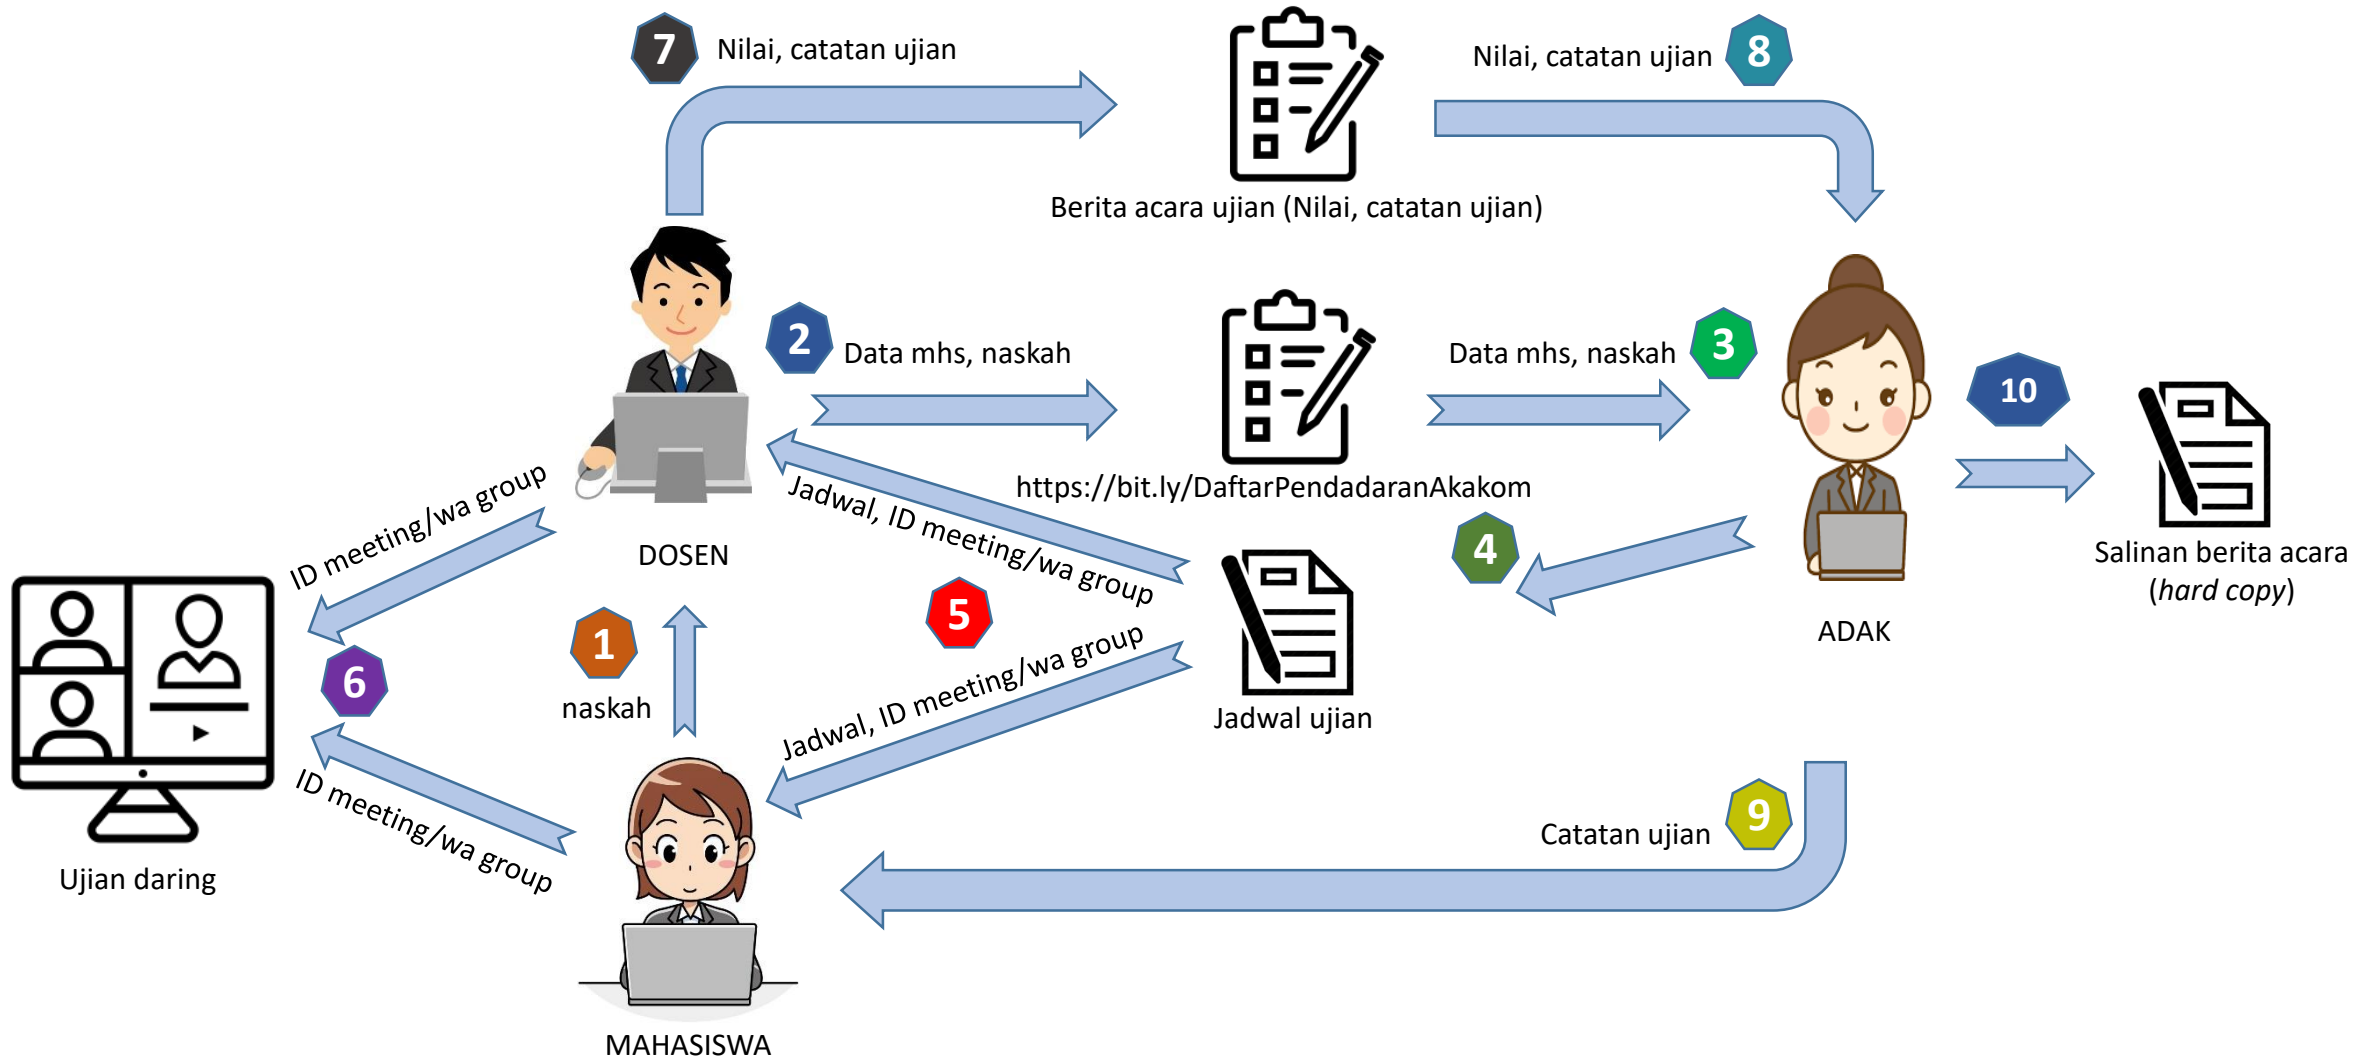 7
Nilai, catatan ujian
Nilai, catatan ujian
8
Berita acara ujian (Nilai, catatan ujian)
2
Data mhs, naskah
Data mhs, naskah
3
10
https://bit.ly/DaftarPendadaranAkakom
Jadwal, ID meeting/wa group
ID meeting/wa group
DOSEN
4
Salinan berita acara
(hard copy)
5
1
ADAK
6
naskah
Jadwal, ID meeting/wa group
Jadwal ujian
ID meeting/wa group
Ujian daring
Catatan ujian
9
MAHASISWA